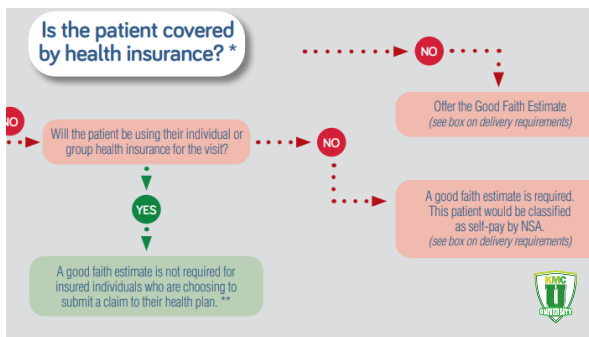 Is the patient covered
by health insurance? *
NO
Offer the Good Faith Estimate
(see box on delivery requirements)
NO
Will the patient be using their individual or
group health insurance for the visit?
NO
YES
A good faith estimate is required.
This patient would be classified
as self-pay by NSA.
(see box on delivery requirements)
A good faith estimate is not required for
insured individuals who are choosing to
submit a claim to their health plan. **
KMC
U
UNIVERSITY